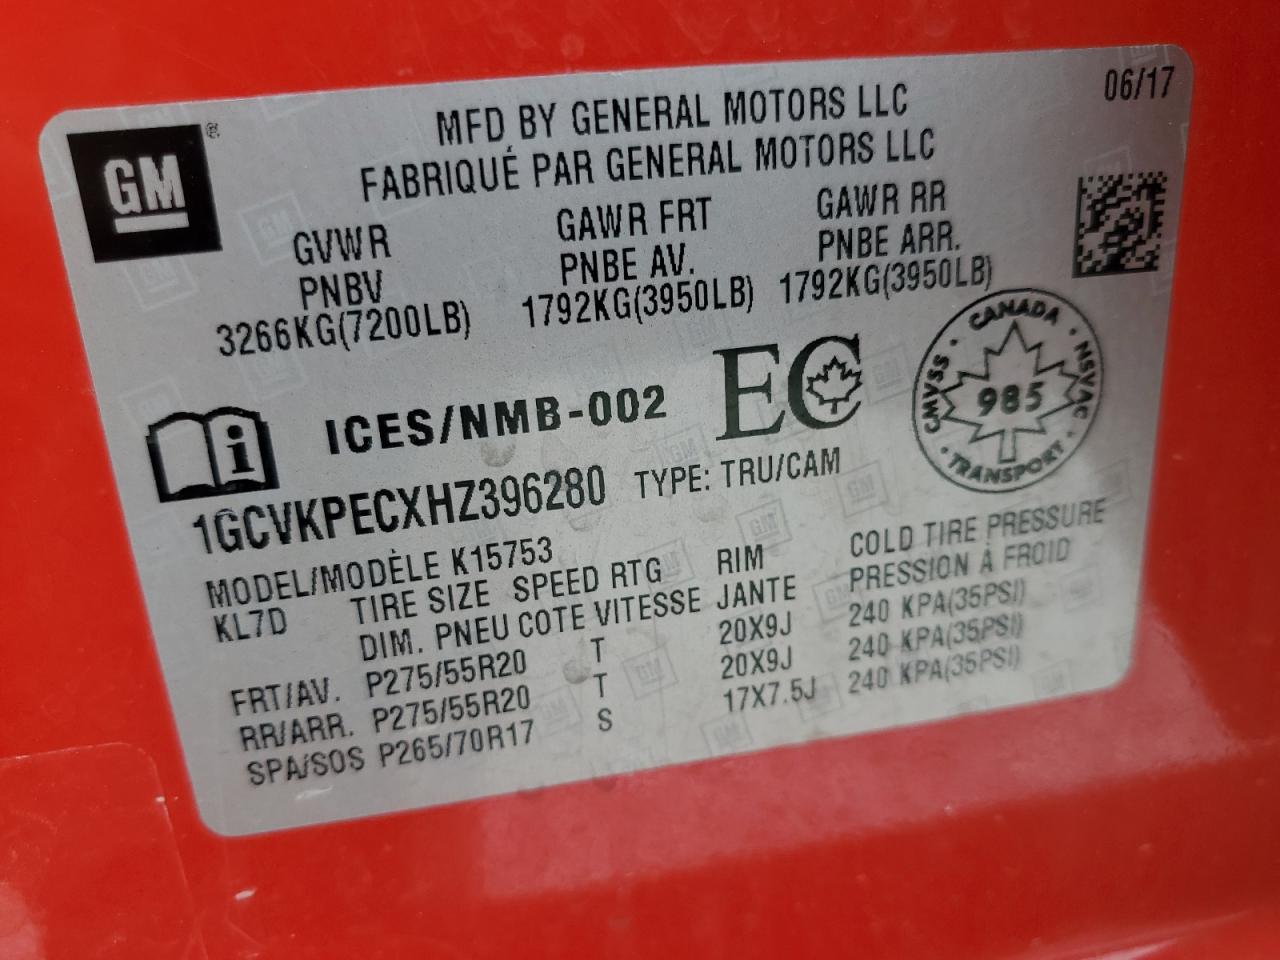 06/17
GM®
MFD BY GENERAL MOTORS LLC
FABRIQUÉ PAR GENERAL MOTORS LLC
GVWR GAWR FRT GAWR RR
PNBV PNBE AV. PNBE ARR.
3266KG(7200LB) 1792KG(3950LB) 1792KG(3950LB)
i ICES/NMB-002 EC
CANADA · NSVAC · TRANSPORT · CMVSS ·
985
1GCVKPECXHZ396280 TYPE: TRU/CAM
MODEL/MODÈLE K15753
KL7D TIRE SIZE SPEED RTG RIM COLD TIRE PRESSURE
DIM. PNEU COTE VITESSE JANTE PRESSION À FROID
FRT/AV. P275/55R20 T 20X9J 240 KPA(35PSI)
RR/ARR. P275/55R20 T 20X9J 240 KPA(35PSI)
SPA/SOS P265/70R17 S 17X7.5J 240 KPA(35PSI)